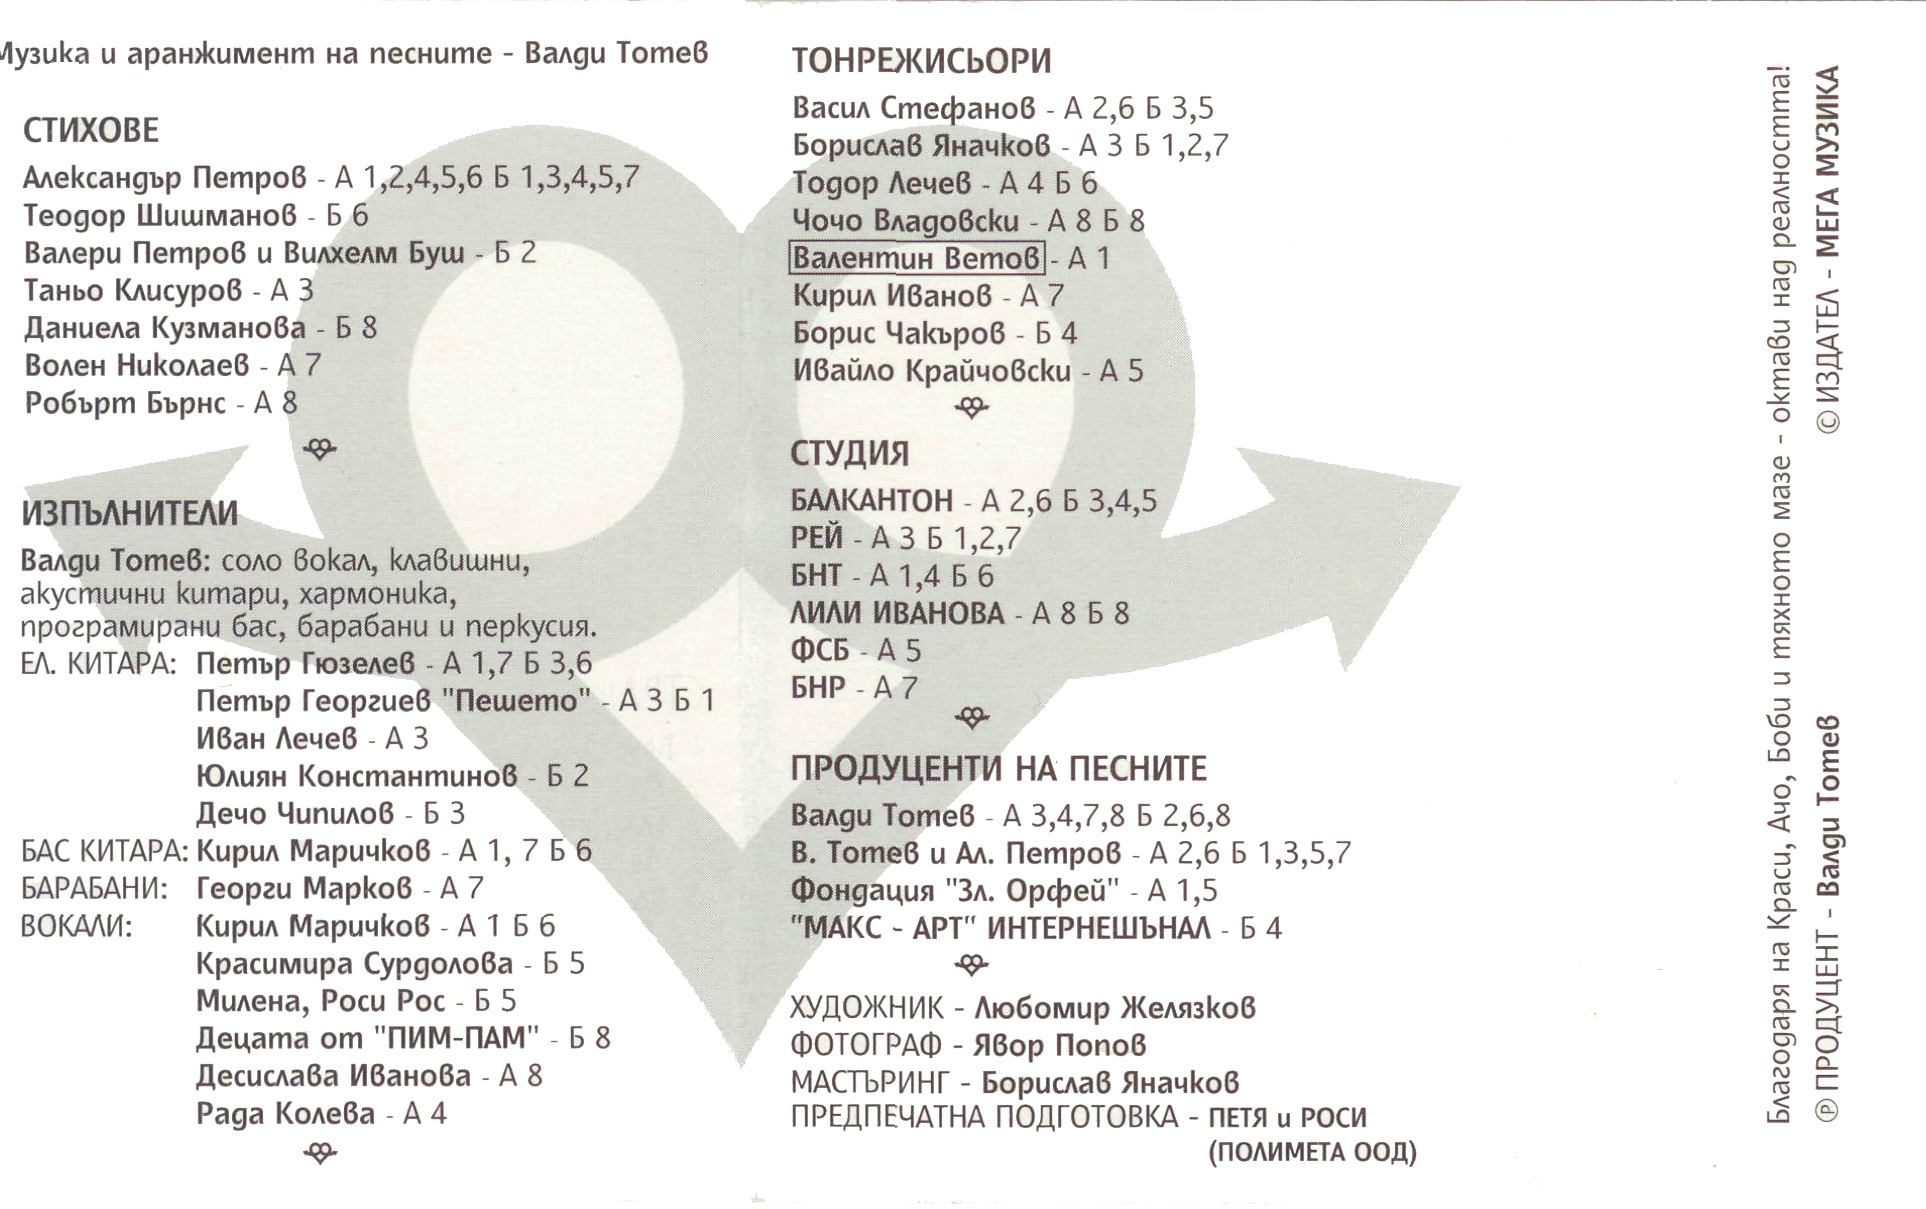 Музика и аранжимент на песните - Валди Тотев
СТИХОВЕ
Александър Петров - А 1,2,4,5,6 Б 1,3,4,5,7
Теодор Шишманов - Б 6
Валери Петров и Вилхелм Буш - Б 2
Таньо Клисуров - А 3
Даниела Кузманова - Б 8
Волен Николаев - А 7
Робърт Бърнс - А 8
ИЗПЪЛНИТЕЛИ
Валди Тотев: соло вокал, клавишни,
акустични китари, хармоника,
програмирани бас, барабани и перкусия.
ЕЛ. КИТАРА: Петър Гюзелев - А 1,7 Б 3,6
Петър Георгиев "Пешето" - А 3 Б 1
Иван Лечев - А 3
Юлиян Константинов - Б 2
Дечо Чипилов - Б 3
БАС КИТАРА: Кирил Маричков - А 1, 7 Б 6
БАРАБАНИ: Георги Марков - А 7
ВОКАЛИ: Кирил Маричков - А 1 Б 6
Красимира Сурдолова - Б 5
Милена, Роси Рос - Б 5
Децата от "ПИМ-ПАМ" - Б 8
Десислава Иванова - А 8
Рада Колева - А 4
ТОНРЕЖИСЬОРИ
Васил Стефанов - А 2,6 Б 3,5
Борислав Яначков - А 3 Б 1,2,7
Тодор Лечев - А 4 Б 6
Чочо Владовски - А 8 Б 8
Валентин Ветов - А 1
Кирил Иванов - А 7
Борис Чакъров - Б 4
Ивайло Крайчовски - А 5
СТУДИЯ
БАЛКАНТОН - А 2,6 Б 3,4,5
РЕЙ - А 3 Б 1,2,7
БНТ - А 1,4 Б 6
ЛИЛИ ИВАНОВА - А 8 Б 8
ФСБ - А 5
БНР - А 7
ПРОДУЦЕНТИ НА ПЕСНИТЕ
Валди Тотев - А 3,4,7,8 Б 2,6,8
В. Тотев и Ал. Петров - А 2,6 Б 1,3,5,7
Фондация "Зл. Орфей" - А 1,5
"МАКС - АРТ" ИНТЕРНЕШЪНАЛ - Б 4
ХУДОЖНИК - Любомир Желязков
ФОТОГРАФ - Явор Попов
МАСТЪРИНГ - Борислав Яначков
ПРЕДПЕЧАТНА ПОДГОТОВКА - ПЕТЯ и РОСИ
(ПОЛИМЕТА ООД)
Благодаря на Краси, Ачо, Боби и тяхното мазе - октави над реалността!
Ⓟ ПРОДУЦЕНТ - Валди Тотев © ИЗДАТЕЛ - МЕГА МУЗИКА